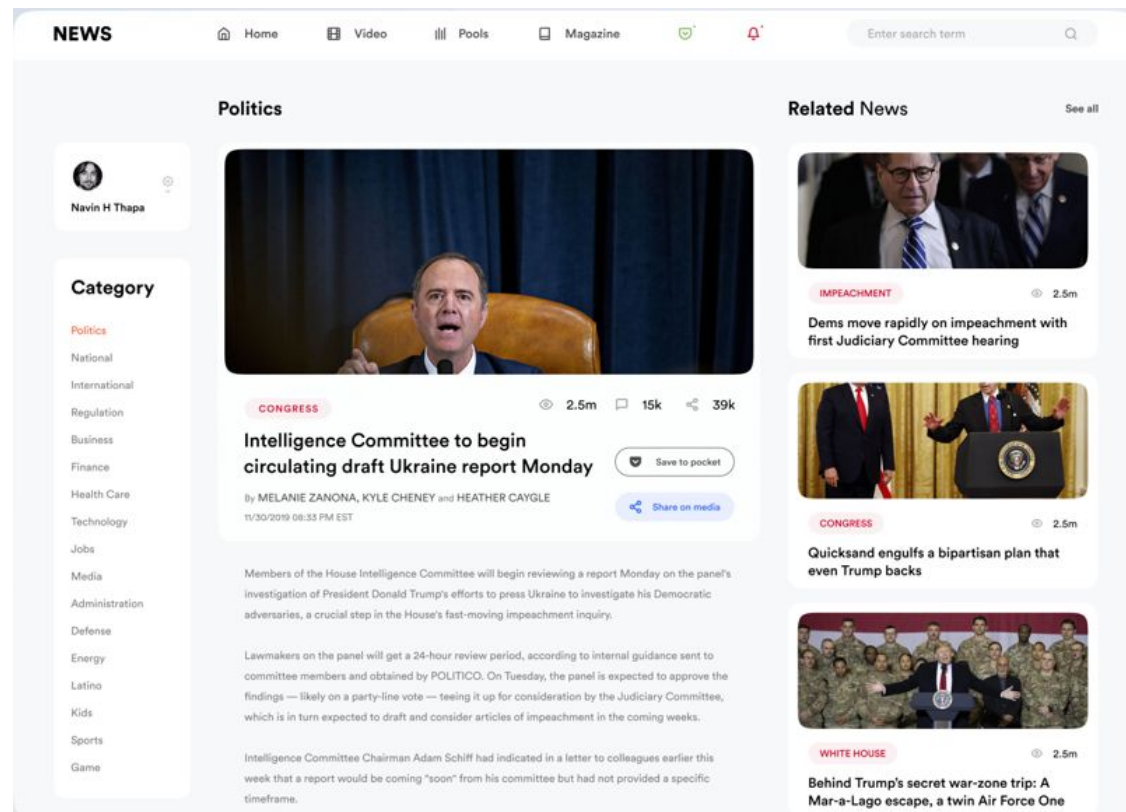 NEWS
Home
Video
Pools
Magazine
Enter search term
Navin H Thapa
Category
Politics
National
International
Regulation
Business
Finance
Health Care
Technology
Jobs
Media
Administration
Defense
Energy
Latino
Kids
Sports
Game
Politics
CONGRESS
2.5m
15k
39k
Intelligence Committee to begin
circulating draft Ukraine report Monday
By MELANIE ZANONA, KYLE CHENEY and HEATHER CAYGLE
11/30/2019 08:33 PM EST
Save to pocket
Share on media
Members of the House Intelligence Committee will begin reviewing a report Monday on the panel's
investigation of President Donald Trump's efforts to press Ukraine to investigate his Democratic
adversaries, a crucial step in the House's fast-moving impeachment inquiry.
Lawmakers on the panel will get a 24-hour review period, according to internal guidance sent to
committee members and obtained by POLITICO. On Tuesday, the panel is expected to approve the
findings — likely on a party-line vote — teeing it up for consideration by the Judiciary Committee,
which is in turn expected to draft and consider articles of impeachment in the coming weeks.
Intelligence Committee Chairman Adam Schiff had indicated in a letter to colleagues earlier this
week that a report would be coming "soon" from his committee but had not provided a specific
timeframe.
Related News
See all
IMPEACHMENT
2.5m
Dems move rapidly on impeachment with
first Judiciary Committee hearing
CONGRESS
2.5m
Quicksand engulfs a bipartisan plan that
even Trump backs
WHITE HOUSE
2.5m
Behind Trump's secret war-zone trip: A
Mar-a-Lago escape, a twin Air Force One